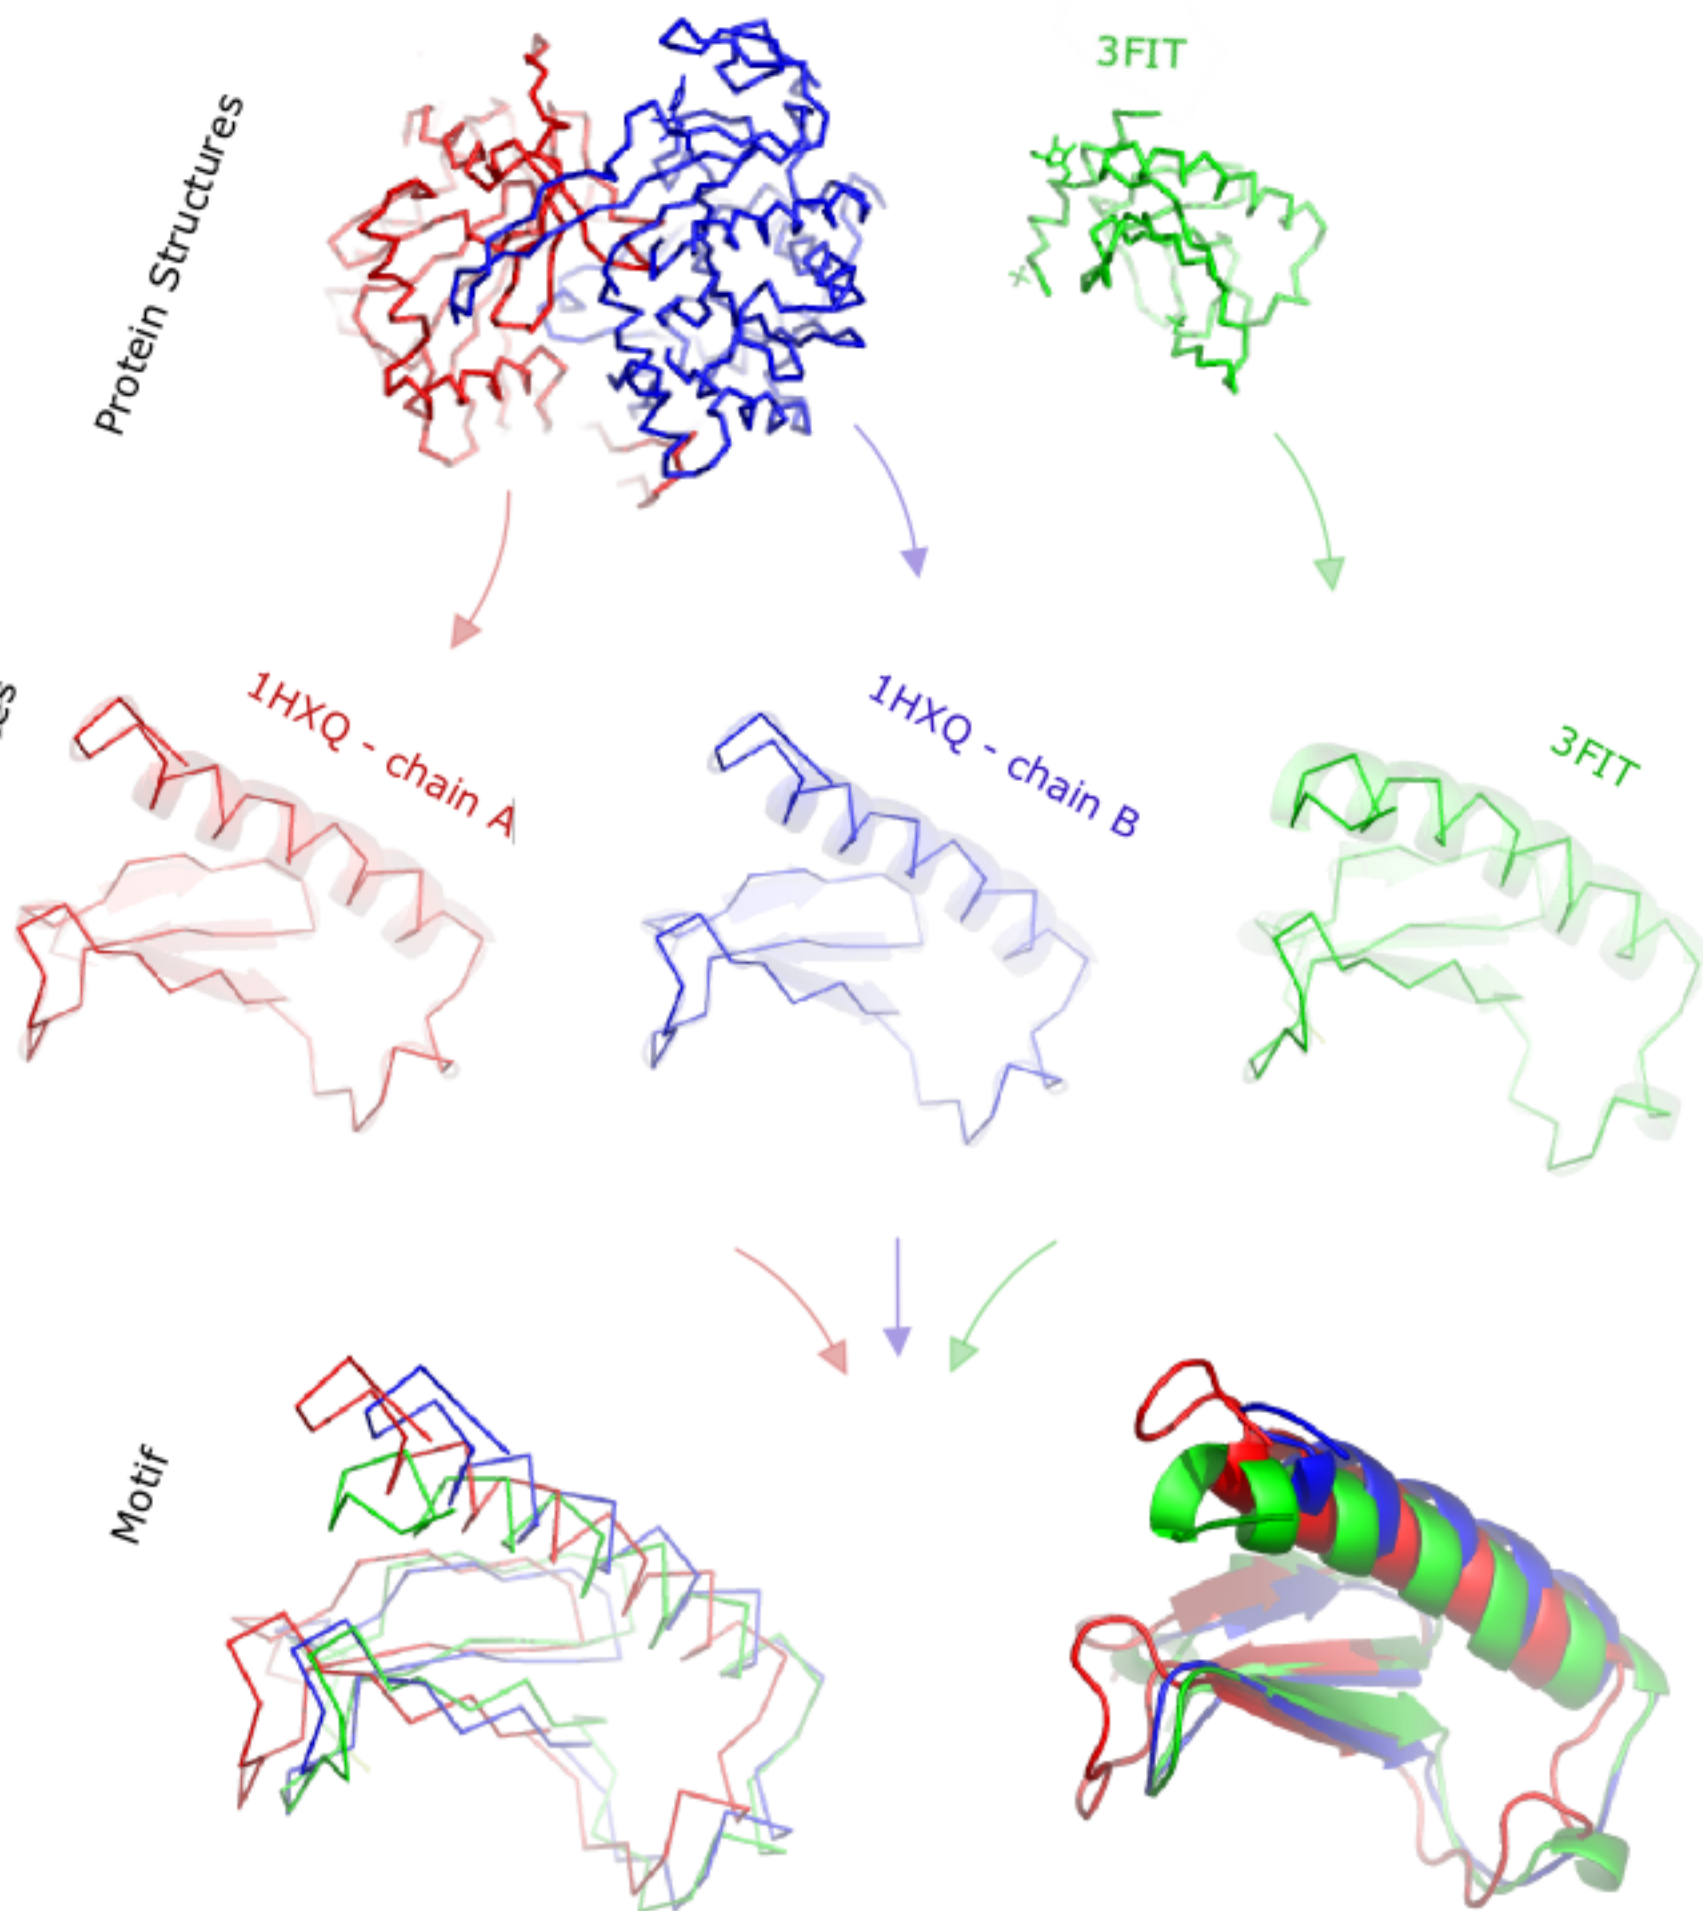 Protein Structures
3FIT
1HXQ - chain A
1HXQ - chain B
3FIT
Motif